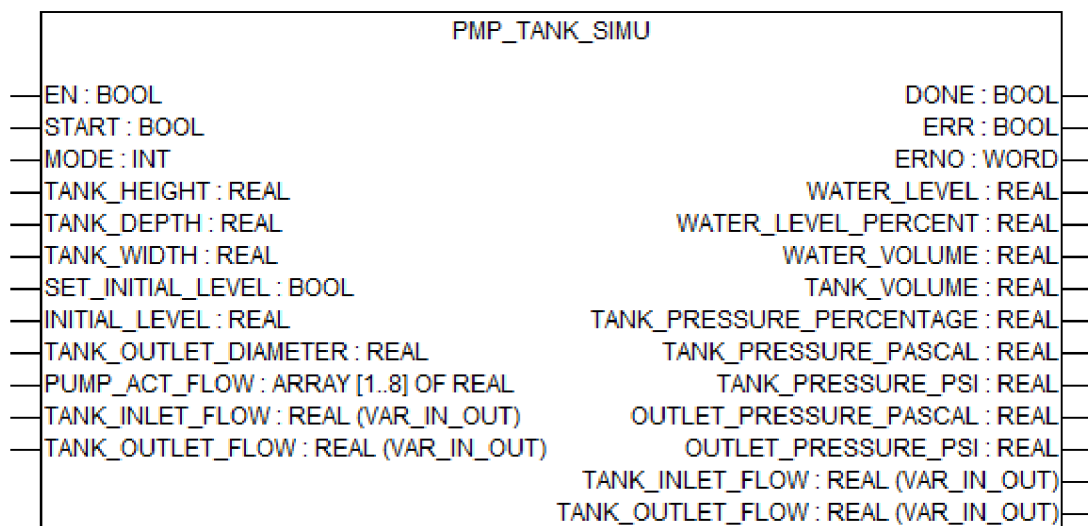 PMP_TANK_SIMU
EN : BOOL DONE : BOOL
START : BOOL ERR : BOOL
MODE : INT ERNO : WORD
TANK_HEIGHT : REAL WATER_LEVEL : REAL
TANK_DEPTH : REAL WATER_LEVEL_PERCENT : REAL
TANK_WIDTH : REAL WATER_VOLUME : REAL
SET_INITIAL_LEVEL : BOOL TANK_VOLUME : REAL
INITIAL_LEVEL : REAL TANK_PRESSURE_PERCENTAGE : REAL
TANK_OUTLET_DIAMETER : REAL TANK_PRESSURE_PASCAL : REAL
PUMP_ACT_FLOW : ARRAY [1..8] OF REAL TANK_PRESSURE_PSI : REAL
TANK_INLET_FLOW : REAL (VAR_IN_OUT) OUTLET_PRESSURE_PASCAL : REAL
TANK_OUTLET_FLOW : REAL (VAR_IN_OUT) OUTLET_PRESSURE_PSI : REAL
TANK_INLET_FLOW : REAL (VAR_IN_OUT)
TANK_OUTLET_FLOW : REAL (VAR_IN_OUT)